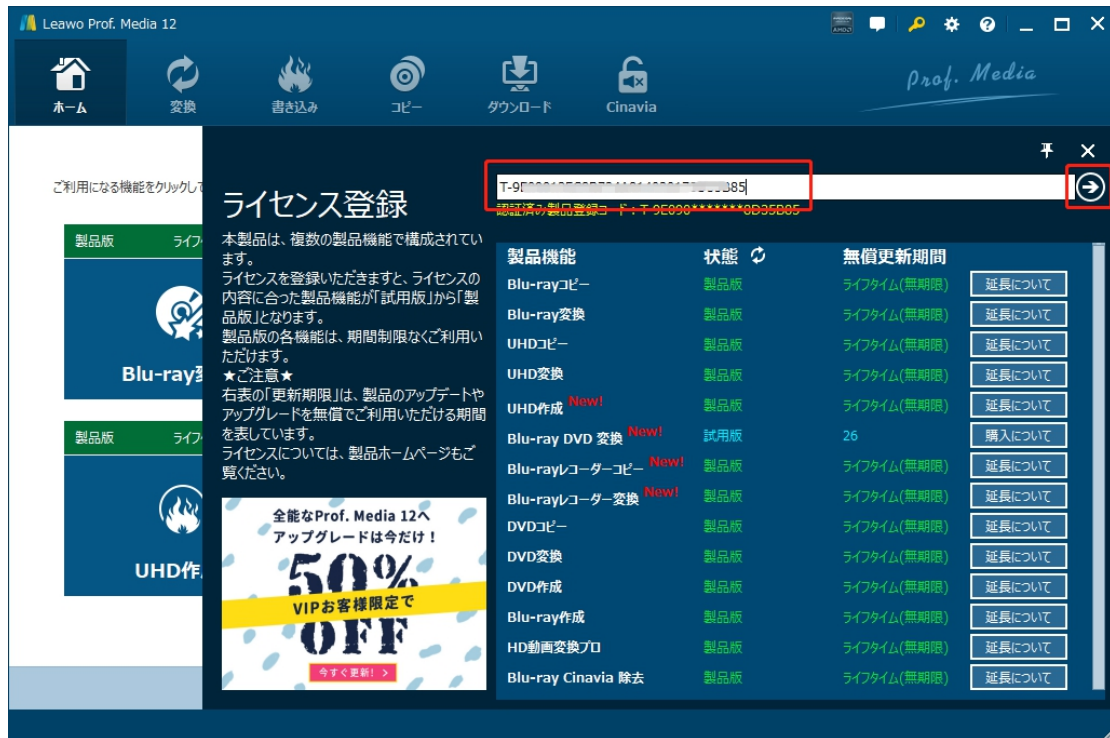 Leawo Prof. Media 12
ホーム
変換
書き込み
コピー
ダウンロード
Cinavia
Prof. Media
ご利用になる機能をクリックして
製品版
Blu-ray
製品版
UHD作
ライセンス登録
本製品は、複数の製品機能で構成されてい
ます。
ライセンスを登録いただきますと、ライセンスの
内容に合った製品機能が「試用版」から「製
品版」となります。
製品版の各機能は、期間制限なくご利用い
ただけます。
★ご注意★
右表の「更新期限」は、製品のアップデートや
アップグレードを無償でご利用いただける期間
を表しています。
ライセンスについては、製品ホームページもご
覧ください。
全能なProf. Media 12へ
アップグレードは今だけ!
50%
VIPお客様限定で
OFF
今すぐ更新! >
認証済み製品登録コード:
製品機能 状態 無償更新期間
Blu-rayコピー 製品版 ライフタイム(無期限) 延長について
Blu-ray変換 製品版 ライフタイム(無期限) 延長について
UHDコピー 製品版 ライフタイム(無期限) 延長について
UHD変換 製品版 ライフタイム(無期限) 延長について
UHD作成 New! 製品版 ライフタイム(無期限) 延長について
Blu-ray DVD 変換 New! 試用版 26 購入について
Blu-rayレコーダーコピー New! 製品版 ライフタイム(無期限) 延長について
Blu-rayレコーダー変換 New! 製品版 ライフタイム(無期限) 延長について
DVDコピー 製品版 ライフタイム(無期限) 延長について
DVD変換 製品版 ライフタイム(無期限) 延長について
DVD作成 製品版 ライフタイム(無期限) 延長について
Blu-ray作成 製品版 ライフタイム(無期限) 延長について
HD動画変換プロ 製品版 ライフタイム(無期限) 延長について
Blu-ray Cinavia 除去 製品版 ライフタイム(無期限) 延長について